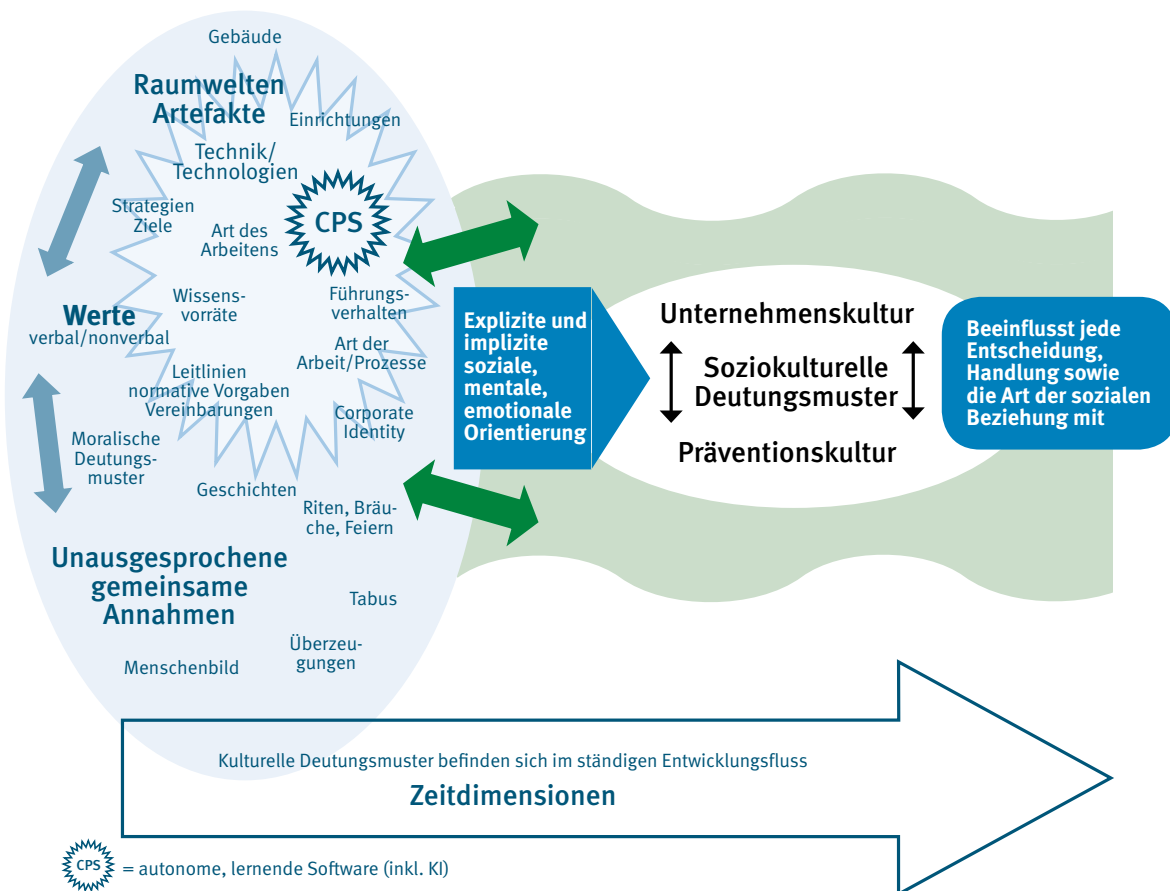 Gebäude
Raumwelten
Artefakte
Einrichtungen
Technik/
Technologien
CPS
Strategien
Ziele
Art des
Arbeitens
Wissens-
vorräte
Führungs-
verhalten
Werte
verbal/nonverbal
Art der
Arbeit/Prozesse
Leitlinien
normative Vorgaben
Vereinbarungen
Corporate
Identity
Moralische
Deutungs-
muster
Geschichten
Riten, Bräu-
che, Feiern
Unausgesprochene
gemeinsame
Annahmen
Tabus
Überzeu-
gungen
Menschenbild
Explizite und
implizite
soziale,
mentale,
emotionale
Orientierung
Unternehmenskultur
Soziokulturelle
Deutungsmuster
Präventionskultur
Beeinflusst jede
Entscheidung,
Handlung sowie
die Art der sozialen
Beziehung mit
Kulturelle Deutungsmuster befinden sich im ständigen Entwicklungsfluss
Zeitdimensionen
CPS = autonome, lernende Software (inkl. KI)